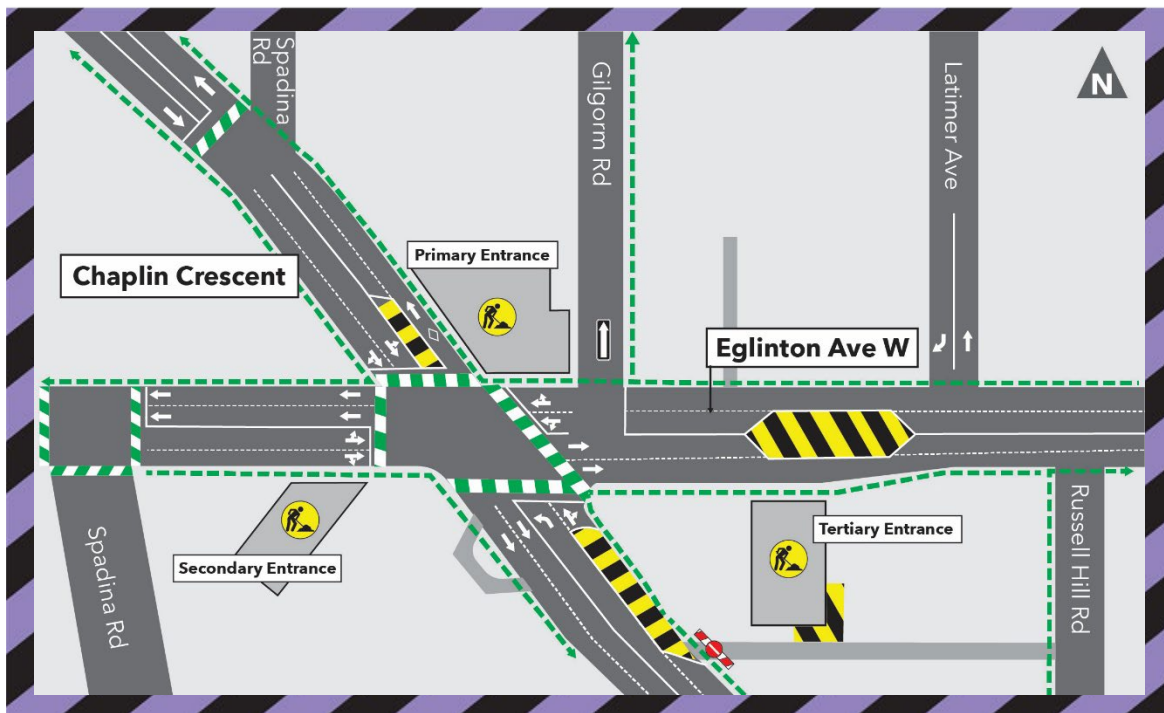 Spadina
Rd
Gilgorm Rd
Latimer Ave
N
Primary Entrance
Chaplin Crescent
Eglinton Ave W
Spadina Rd
Secondary Entrance
Tertiary Entrance
Russell Hill Rd